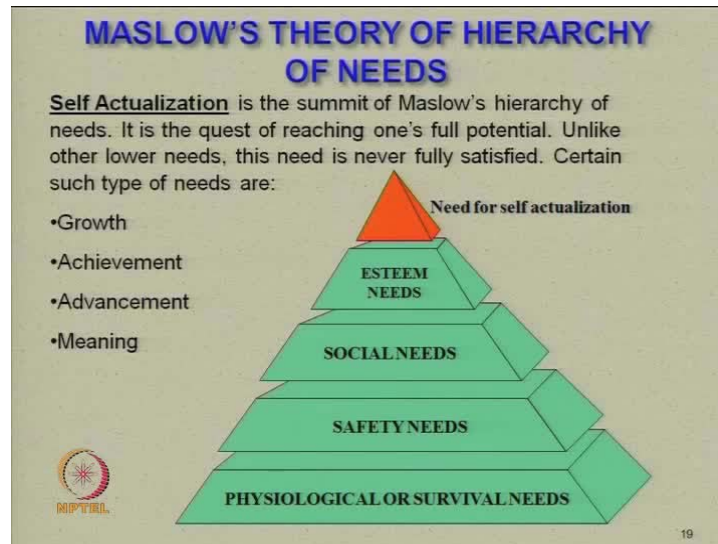 MASLOW'S THEORY OF HIERARCHY
OF NEEDS
Self Actualization is the summit of Maslow's hierarchy of
needs. It is the quest of reaching one's full potential. Unlike
other lower needs, this need is never fully satisfied. Certain
such type of needs are:
•Growth
•Achievement
•Advancement
•Meaning
Need for self actualization
ESTEEM
NEEDS
SOCIAL NEEDS
SAFETY NEEDS
PHYSIOLOGICAL OR SURVIVAL NEEDS
NPTEL
19